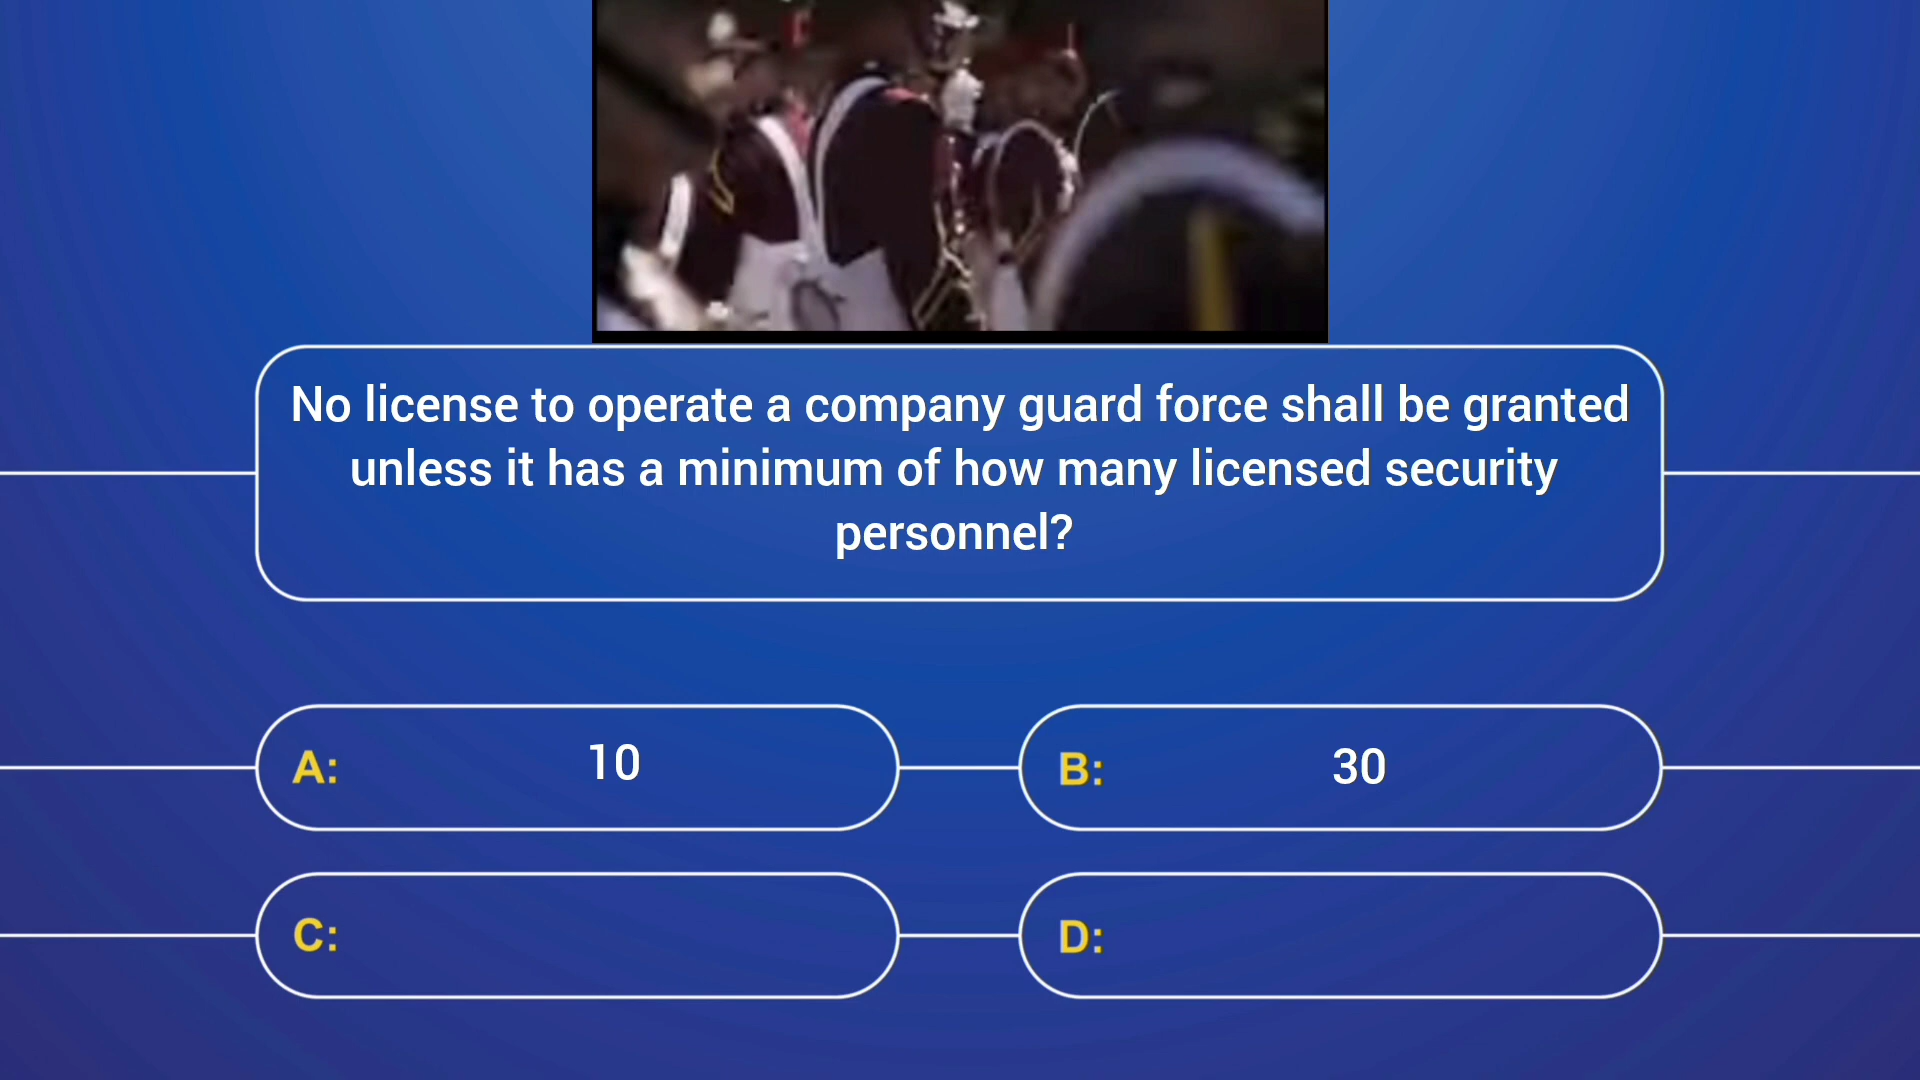 No license to operate a company guard force shall be granted
unless it has a minimum of how many licensed security
personnel?
A: 10
B: 30
C:
D: